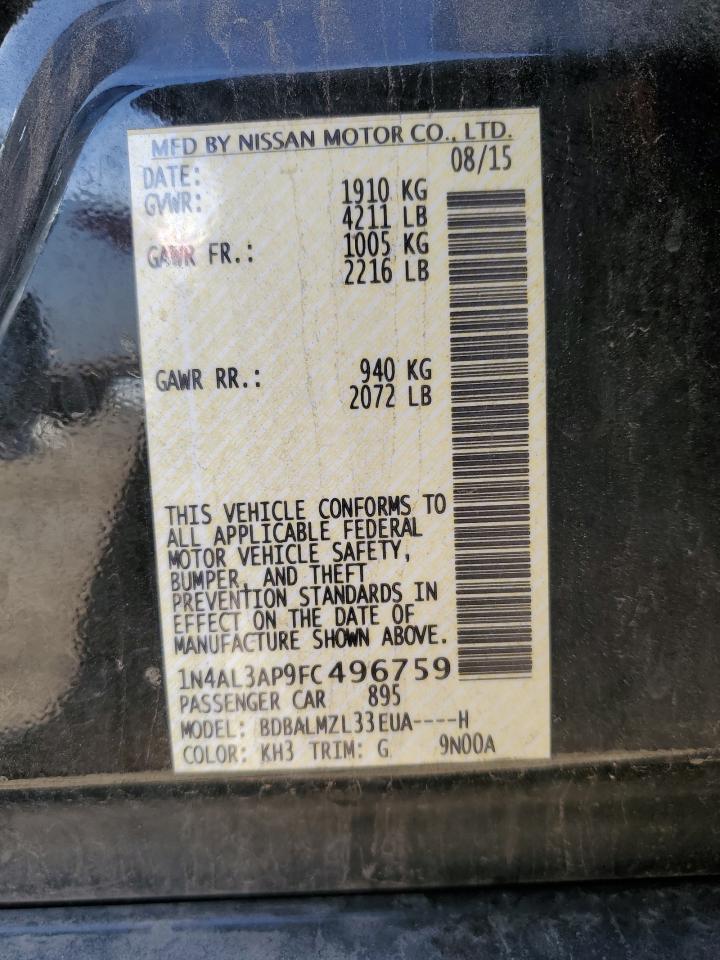 MFD BY NISSAN MOTOR CO., LTD.
DATE: 08/15
GVWR: 1910 KG
4211 LB
GAWR FR.: 1005 KG
2216 LB
GAWR RR.: 940 KG
2072 LB
THIS VEHICLE CONFORMS TO
ALL APPLICABLE FEDERAL
MOTOR VEHICLE SAFETY,
BUMPER, AND THEFT
PREVENTION STANDARDS IN
EFFECT ON THE DATE OF
MANUFACTURE SHOWN ABOVE.
1N4AL3AP9FC496759
PASSENGER CAR 895
MODEL: BDBALMZL33EUA----H
COLOR: KH3 TRIM: G 9N00A